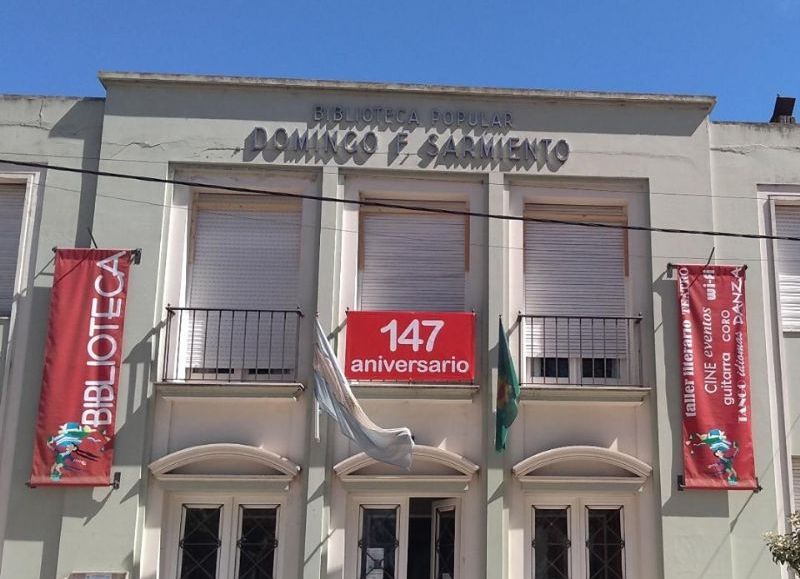 BIBLIOTECA POPULAR
DOMINGO F SARMIENTO
BIBLIOTECA
147
aniversario
taller literario TEATRO
CINE eventos wi-fi
guitarra CORO
TANGO idiomas DANZA